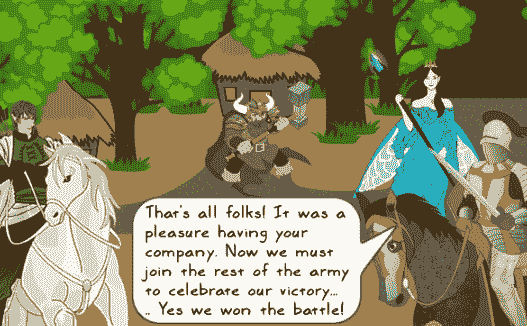 That's all folks! It was a
pleasure having your
company. Now we must
join the rest of the army
to celebrate our victory...
.. Yes we won the battle!